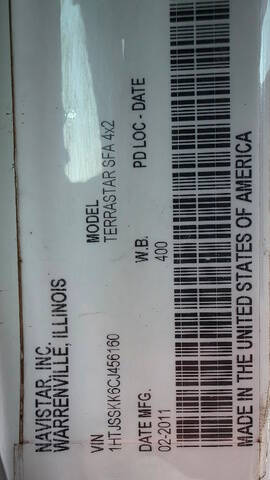 NAVISTAR, INC.
WARRENVILLE, ILLINOIS
VIN MODEL
1HTJSSKK6CJ456160 TERRASTAR SFA 4x2
DATE MFG. W.B. PD LOC - DATE
02-2011 400
MADE IN THE UNITED STATES OF AMERICA